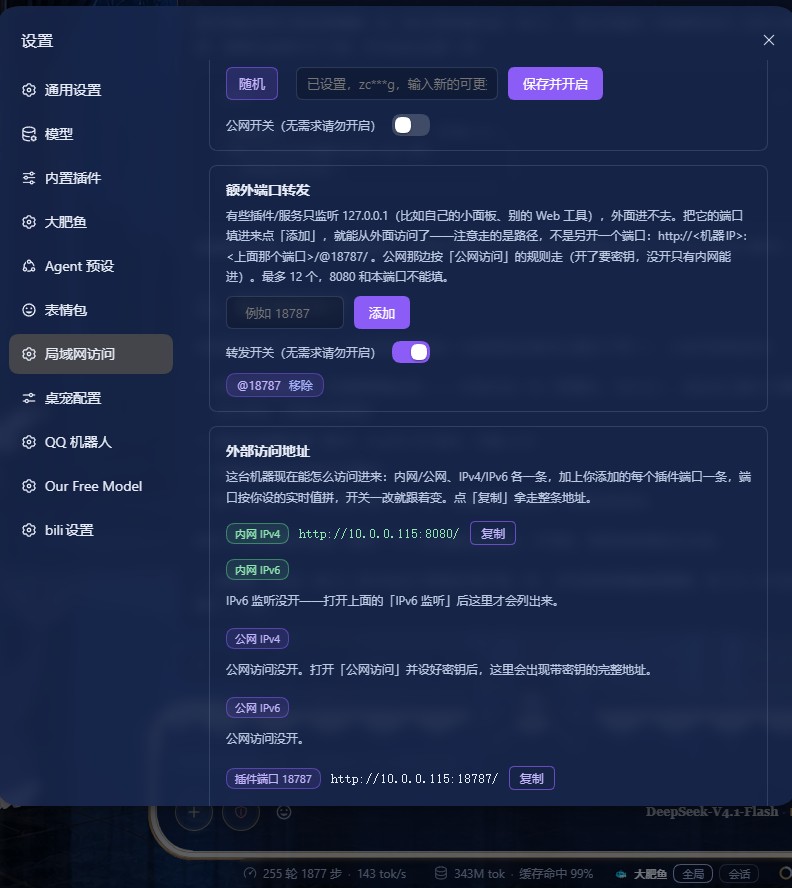 设置
通用设置
模型
内置插件
大肥鱼
Agent 预设
表情包
局域网访问
桌宠配置
QQ 机器人
Our Free Model
bili 设置
随机
已设置，zc***g，输入新的可更
保存并开启
公网开关（无需求请勿开启）
额外端口转发
有些插件/服务只监听 127.0.0.1（比如自己的小面板、别的 Web 工具），外面进不去。把它的端口
填进来点「添加」，就能从外面访问了——注意走的是路径，不是另开一个端口：http://<机器IP>:
<上面那个端口>/@18787/ 。公网那边按「公网访问」的规则走（开了要密钥，没开只有内网能
进）。最多 12 个，8080 和本端口不能填。
例如 18787
添加
转发开关（无需求请勿开启）
@18787 移除
外部访问地址
这台机器现在能怎么访问进来：内网/公网、IPv4/IPv6 各一条，加上你添加的每个插件端口一条，端
口按你设的实时值拼，开关一改就跟着变。点「复制」拿走整条地址。
内网 IPv4 http://10.0.0.115:8080/ 复制
内网 IPv6
IPv6 监听没开——打开上面的「IPv6 监听」后这里才会列出来。
公网 IPv4
公网访问没开。打开「公网访问」并设好密钥后，这里会出现带密钥的完整地址。
公网 IPv6
公网访问没开。
插件端口 18787 http://10.0.0.115:18787/ 复制
DeepSeek-V4.1-Flash
255 轮 1877 步 · 143 tok/s 343M tok · 缓存命中 99% 大肥鱼 全局 会话